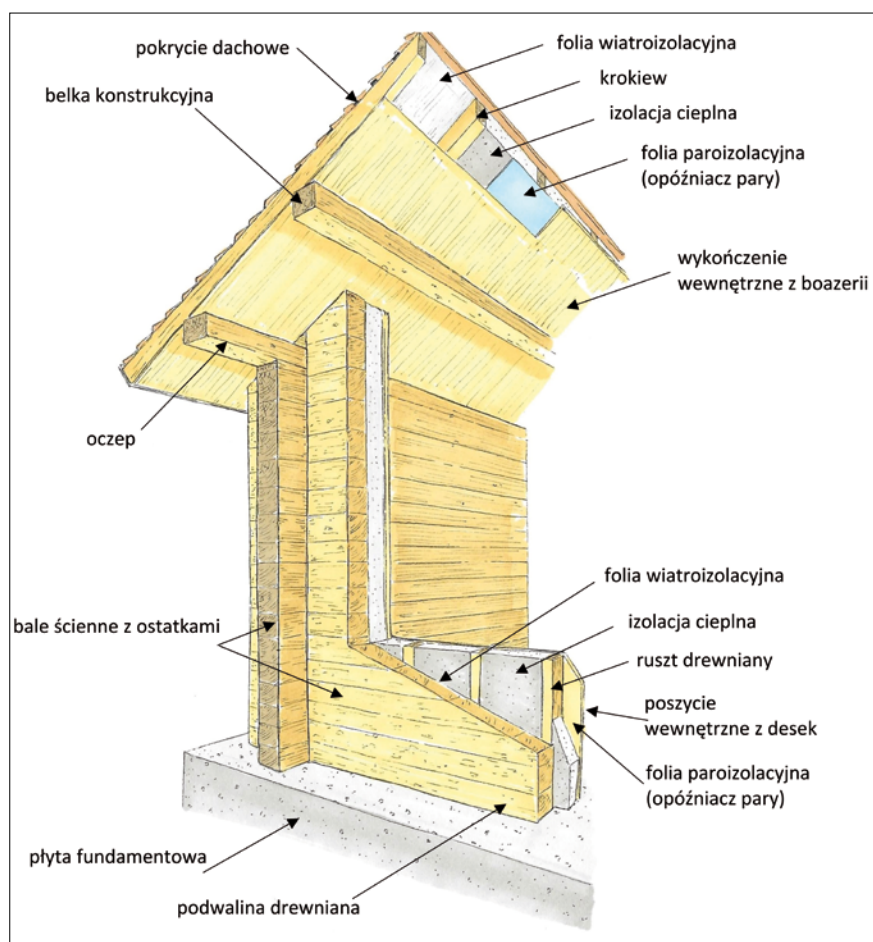 pokrycie dachowe
belka konstrukcyjna
folia wiatroizolacyjna
krokiew
izolacja cieplna
folia paroizolacyjna
(opóźniacz pary)
wykończenie
wewnętrzne z boazerii
oczep
bale ścienne z ostatkami
folia wiatroizolacyjna
izolacja cieplna
ruszt drewniany
poszycie
wewnętrzne z desek
folia paroizolacyjna
(opóźniacz pary)
płyta fundamentowa
podwalina drewniana